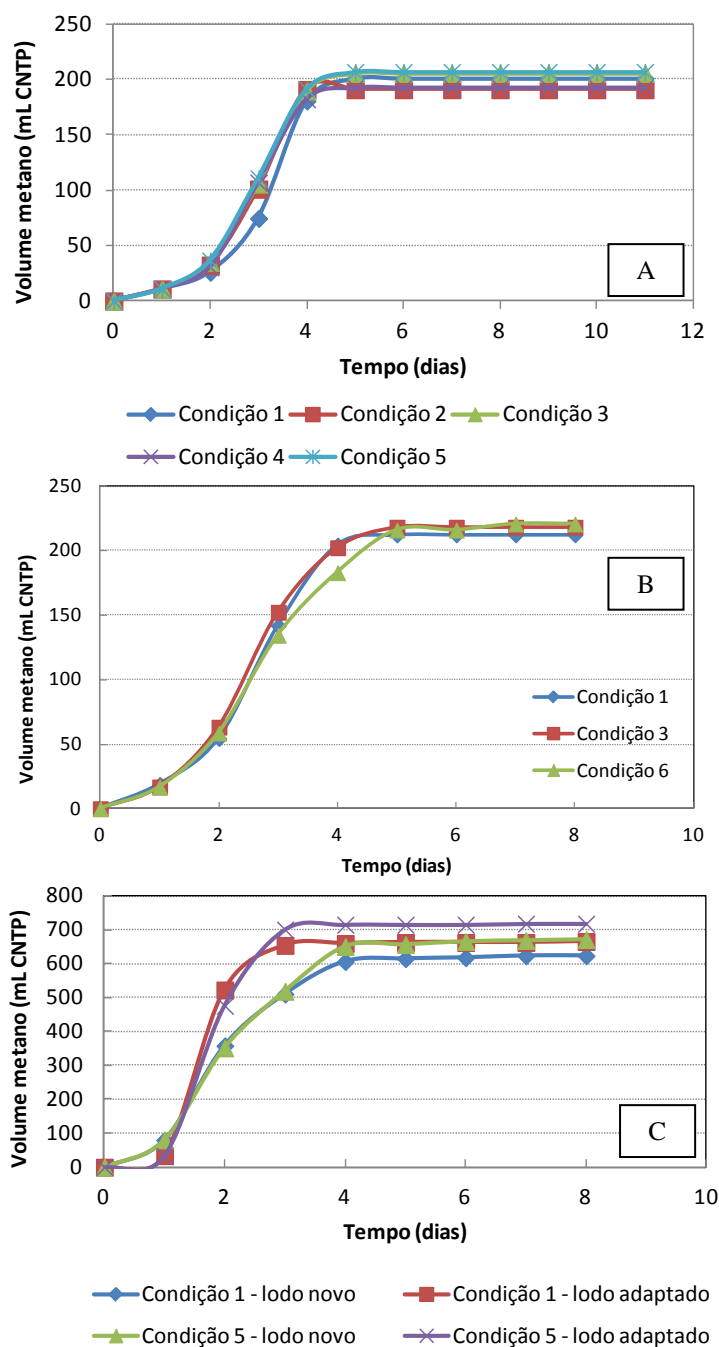 250
200
150
100
50
0
Volume metano (mL CNTP)
A
0 2 4 6 8 10 12
Tempo (dias)
Condição 1 Condição 2 Condição 3
Condição 4 Condição 5
250
200
150
100
50
0
Volume metano (mL CNTP)
B
Condição 1
Condição 3
Condição 6
0 2 4 6 8 10
Tempo (dias)
800
700
600
500
400
300
200
100
0
Volume metano (mL CNTP)
C
0 2 4 6 8 10
Tempo (dias)
Condição 1 - lodo novo Condição 1 - lodo adaptado
Condição 5 - lodo novo Condição 5 - lodo adaptado